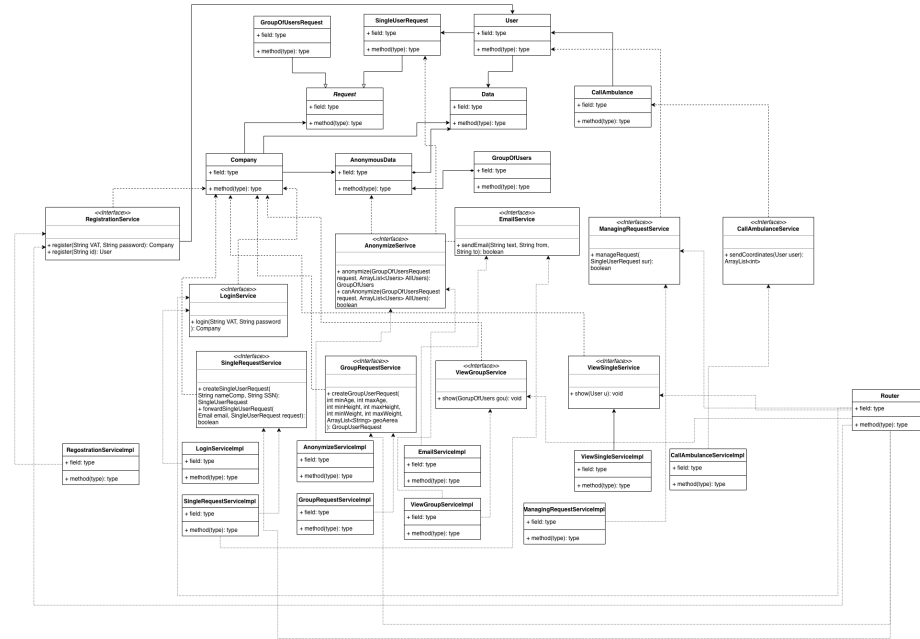 GroupOfUsersRequest
+ field: type
+ method(type): type
SingleUserRequest
+ field: type
+ method(type): type
User
+ field: type
+ method(type): type
Request
+ field: type
+ method(type): type
Data
+ field: type
+ method(type): type
CallAmbulance
+ field: type
+ method(type): type
Company
+ field: type
+ method(type): type
AnonymousData
+ field: type
+ method(type): type
GroupOfUsers
+ field: type
+ method(type): type
<<Interface>>
RegistrationService
+ register(String VAT, String password): Company
+ register(String id): User
<<Interface>>
AnonymizeSerivce
+ anonymize(GroupOfUsersRequest
request, ArrayList<Users> AllUsers):
GroupOfUsers
+ canAnonymize(GroupOfUsersRequest
request, ArrayList<Users> AllUsers):
boolean
<<Interface>>
EmailService
+ sendEmail(String text, String from,
String to): boolean
<<Interface>>
ManagingRequestService
+ manageRequest(
SingleUserRequest sur):
boolean
<<Interface>>
CallAmbulanceService
+ sendCoordinates(User user):
ArrayList<int>
<<Interface>>
LoginService
+ login(String VAT, String password
): Company
<<Interface>>
SingleRequestService
+ createSingleUserRequest(
String nameComp, String SSN):
SingleUserRequest
+ forwardSingleUserRequest(
Email email, SingleUserRequest request):
boolean
<<Interface>>
GroupRequestService
+ createGroupUserRequest(
int minAge, int maxAge,
int minHeight, int maxHeight,
int minWeight, int maxWeight,
ArrayList<String> geoAerea
): GroupUserRequest
<<Interface>>
ViewGroupService
+ show(GorupOfUsers gou): void
<<Interface>>
ViewSingleService
+ show(User u): void
Router
+ field: type
+ method(type): type
RegostrationServiceImpl
+ field: type
+ method(type): type
LoginServiceImpl
+ field: type
+ method(type): type
AnonymizeServiceImpl
+ field: type
+ method(type): type
EmailServiceImpl
+ field: type
+ method(type): type
ViewSingleServiceImpl
+ field: type
+ method(type): type
CallAmbulanceServiceImpl
+ field: type
+ method(type): type
SingleRequestServiceImpl
+ field: type
+ method(type): type
GroupRequestServiceImpl
+ field: type
+ method(type): type
ViewGroupServiceImpl
+ field: type
+ method(type): type
ManagingRequestServiceImpl
+ field: type
+ method(type): type